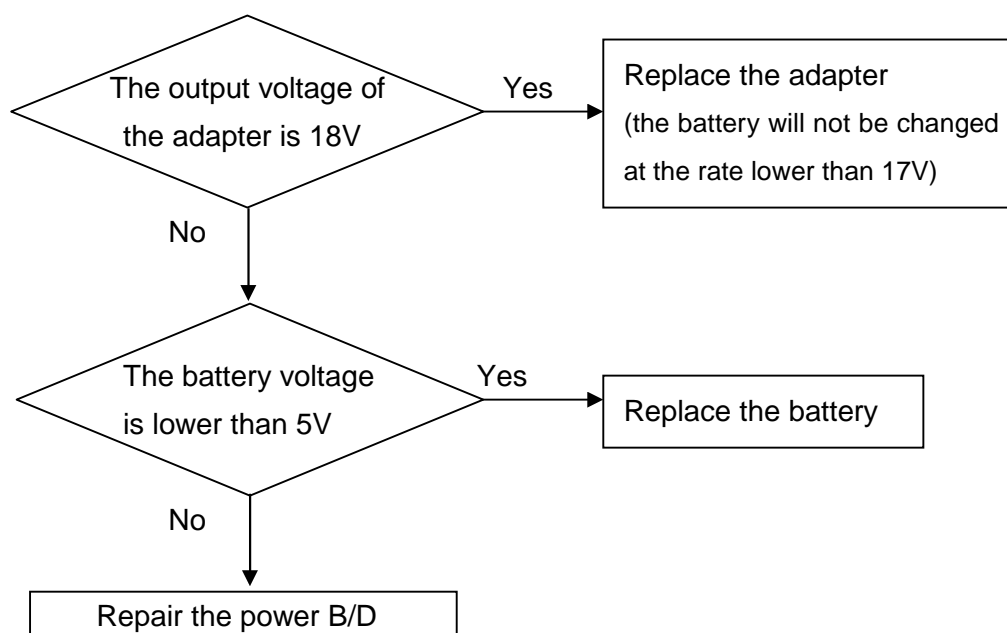 The output voltage of
the adapter is 18V
Yes
Replace the adapter
(the battery will not be changed
at the rate lower than 17V)
No
The battery voltage
is lower than 5V
Yes
Replace the battery
No
Repair the power B/D